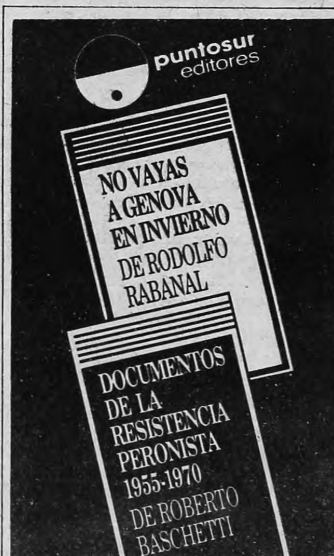 puntosur
editores
NO VAYAS
A GENOVA
EN INVIERNO
DE RODOLFO
RABANAL
DOCUMENTOS
DE LA
RESISTENCIA
PERONISTA
1955-1970
DE ROBERTO
BASCHETTI